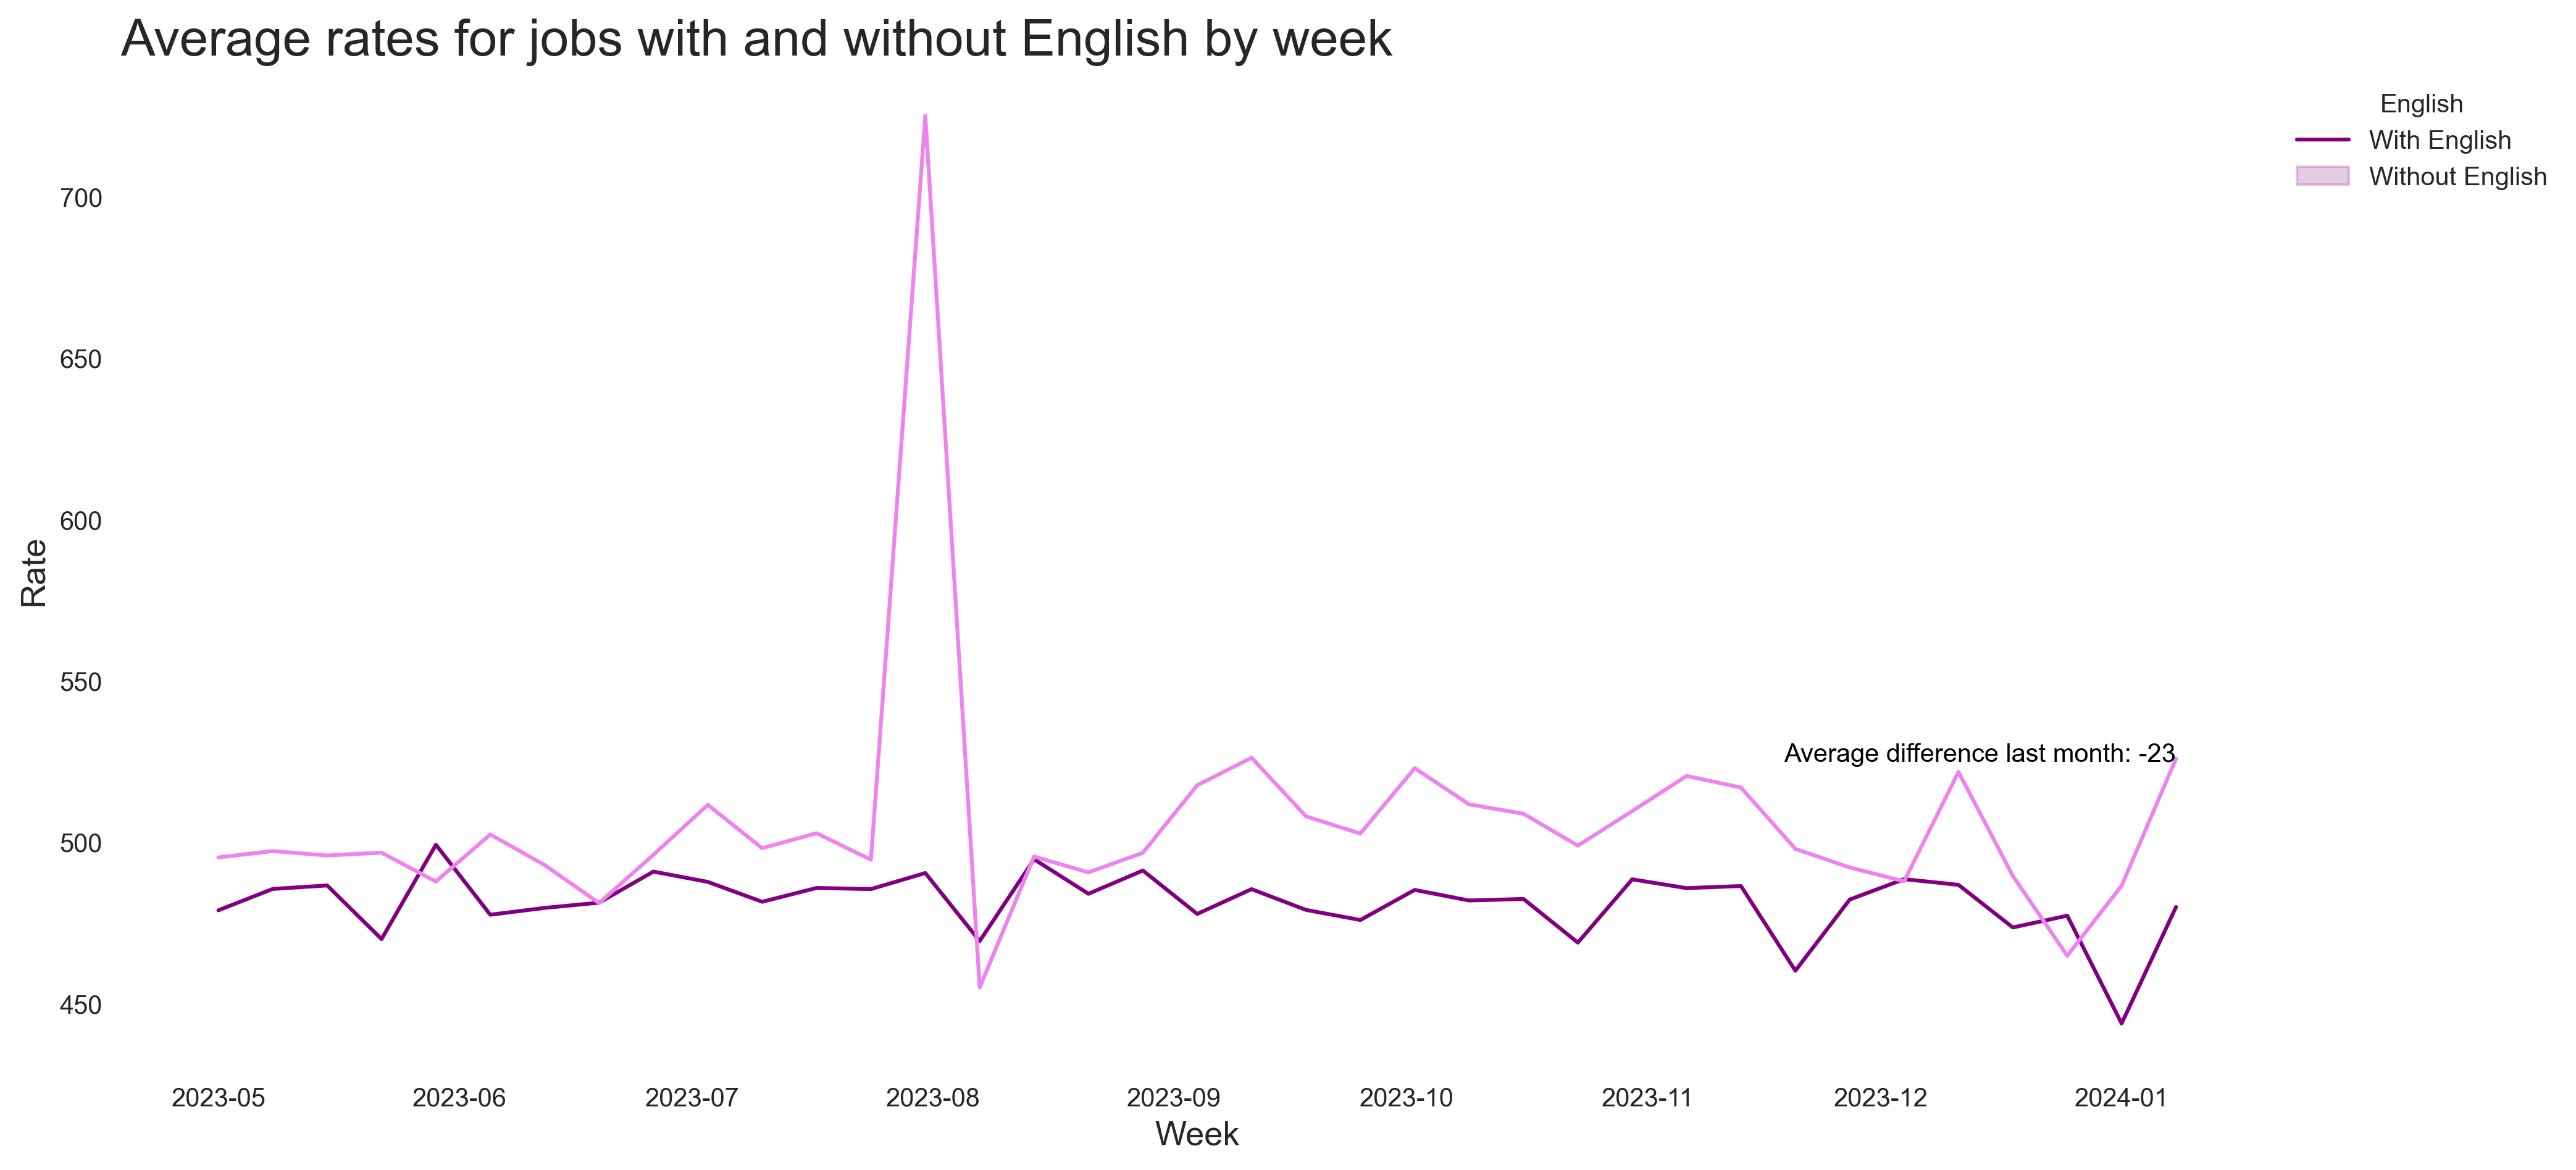 Average rates for jobs with and without English by week
English
With English
Without English
700
650
600
550
500
450
Rate
Average difference last month: -23
2023-05 2023-06 2023-07 2023-08 2023-09 2023-10 2023-11 2023-12 2024-01
Week